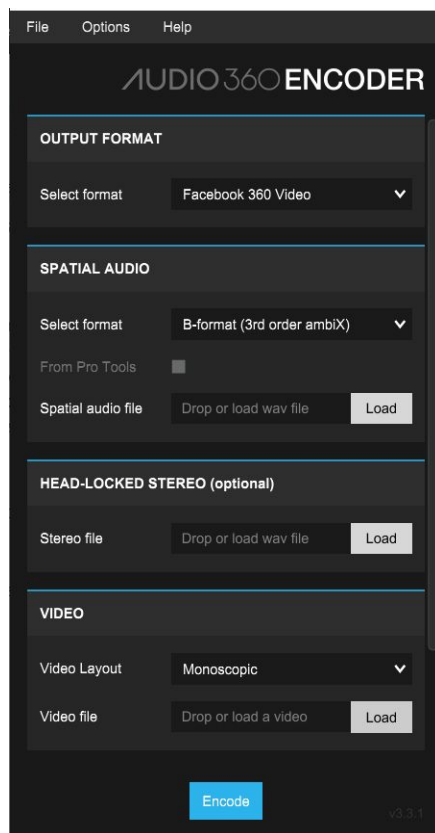 File Options Help
AUDIO 360 ENCODER
OUTPUT FORMAT
Select format Facebook 360 Video
SPATIAL AUDIO
Select format B-format (3rd order ambiX)
From Pro Tools
Spatial audio file Drop or load wav file Load
HEAD-LOCKED STEREO (optional)
Stereo file Drop or load wav file Load
VIDEO
Video Layout Monoscopic
Video file Drop or load a video Load
Encode
v3.3.1